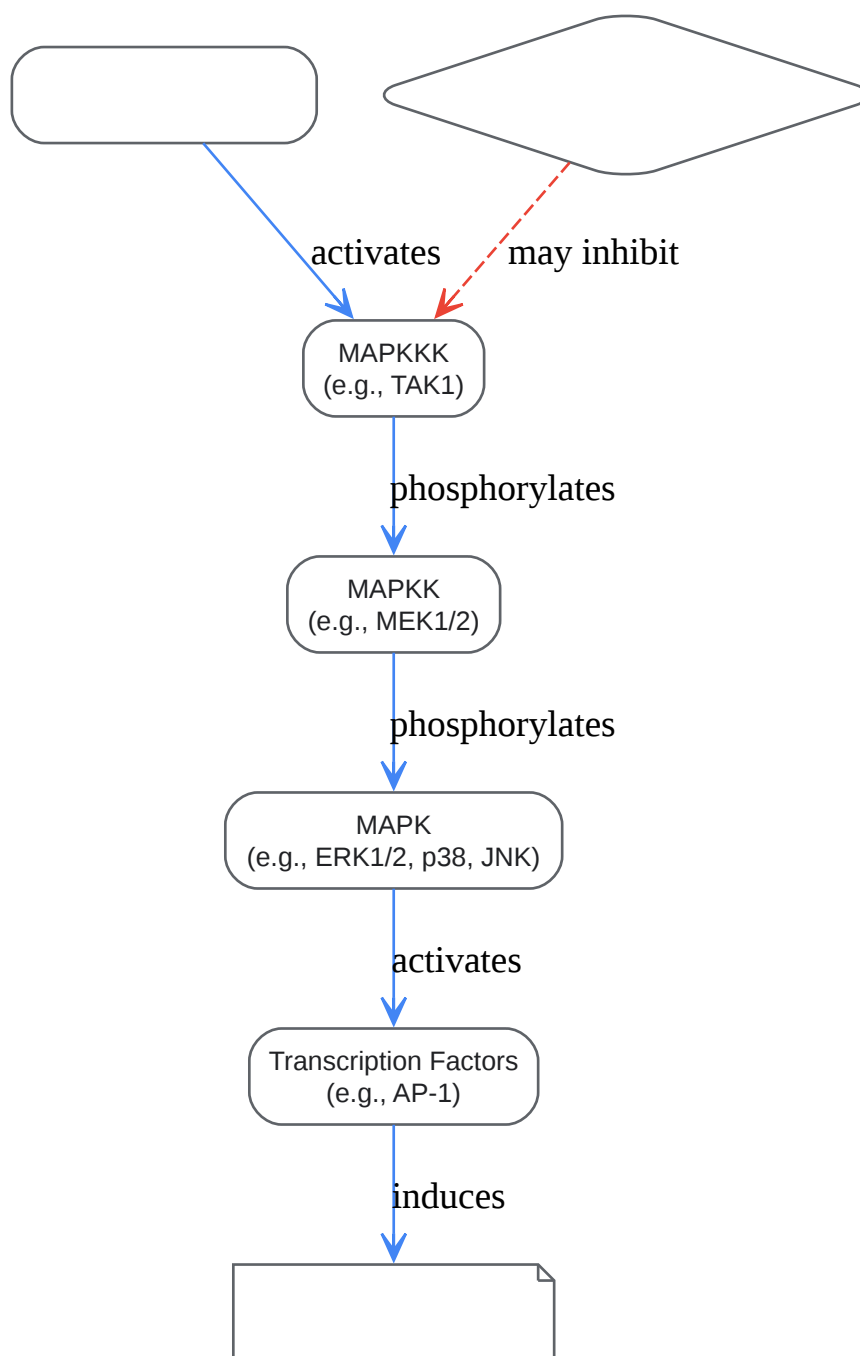 activates
may inhibit
MAPKKK
(e.g., TAK1)
phosphorylates
MAPKK
(e.g., MEK1/2)
phosphorylates
MAPK
(e.g., ERK1/2, p38, JNK)
activates
Transcription Factors
(e.g., AP-1)
induces